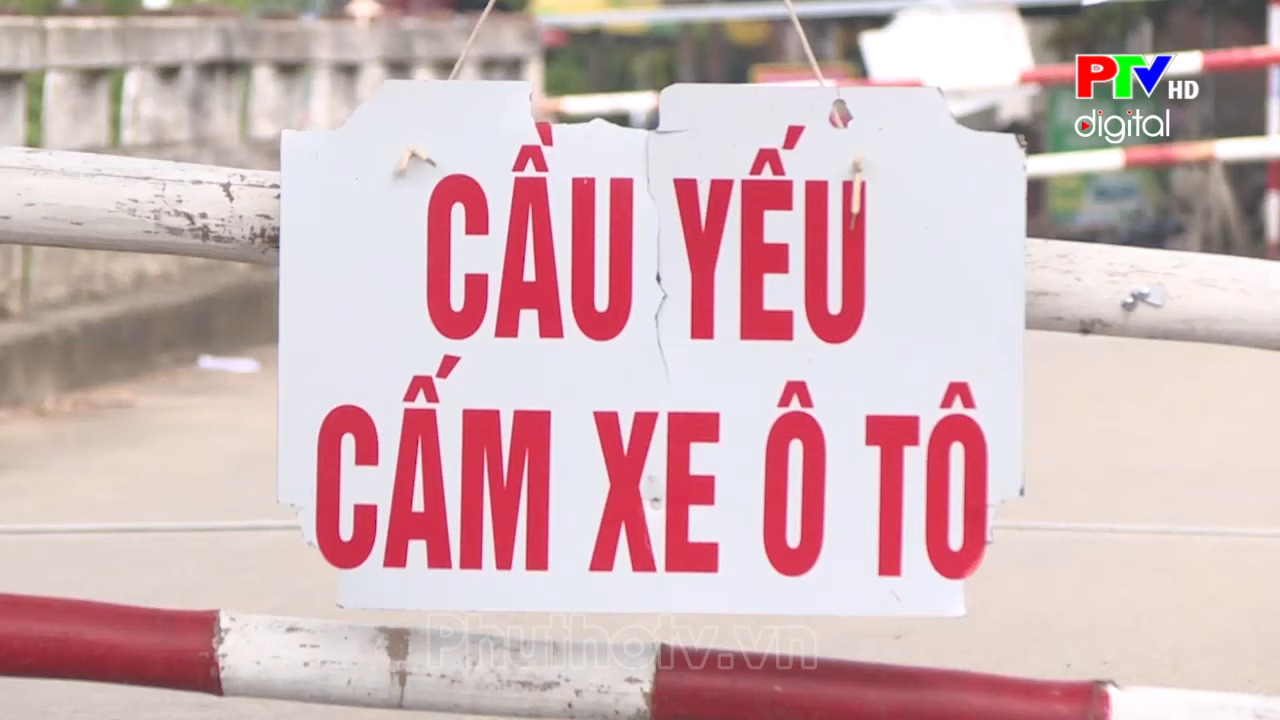 PTV HD
digital
CẦU YẾU
CẤM XE Ô TÔ
Phuthotv.vn